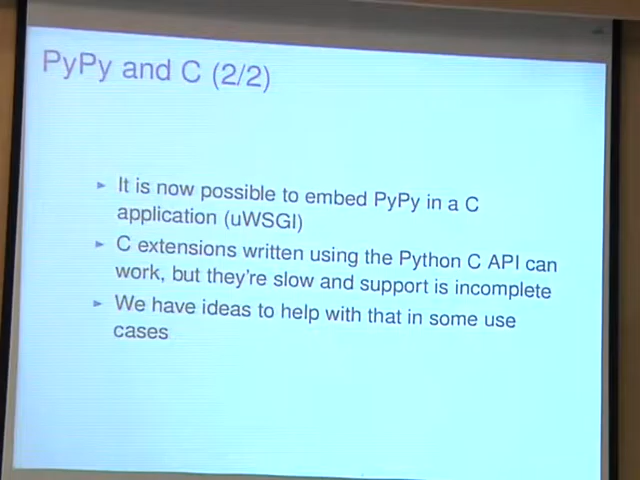 PyPy and C (2/2)
It is now possible to embed PyPy in a C
application (uWSGI)
C extensions written using the Python C API can
work, but they're slow and support is incomplete
We have ideas to help with that in some use
cases